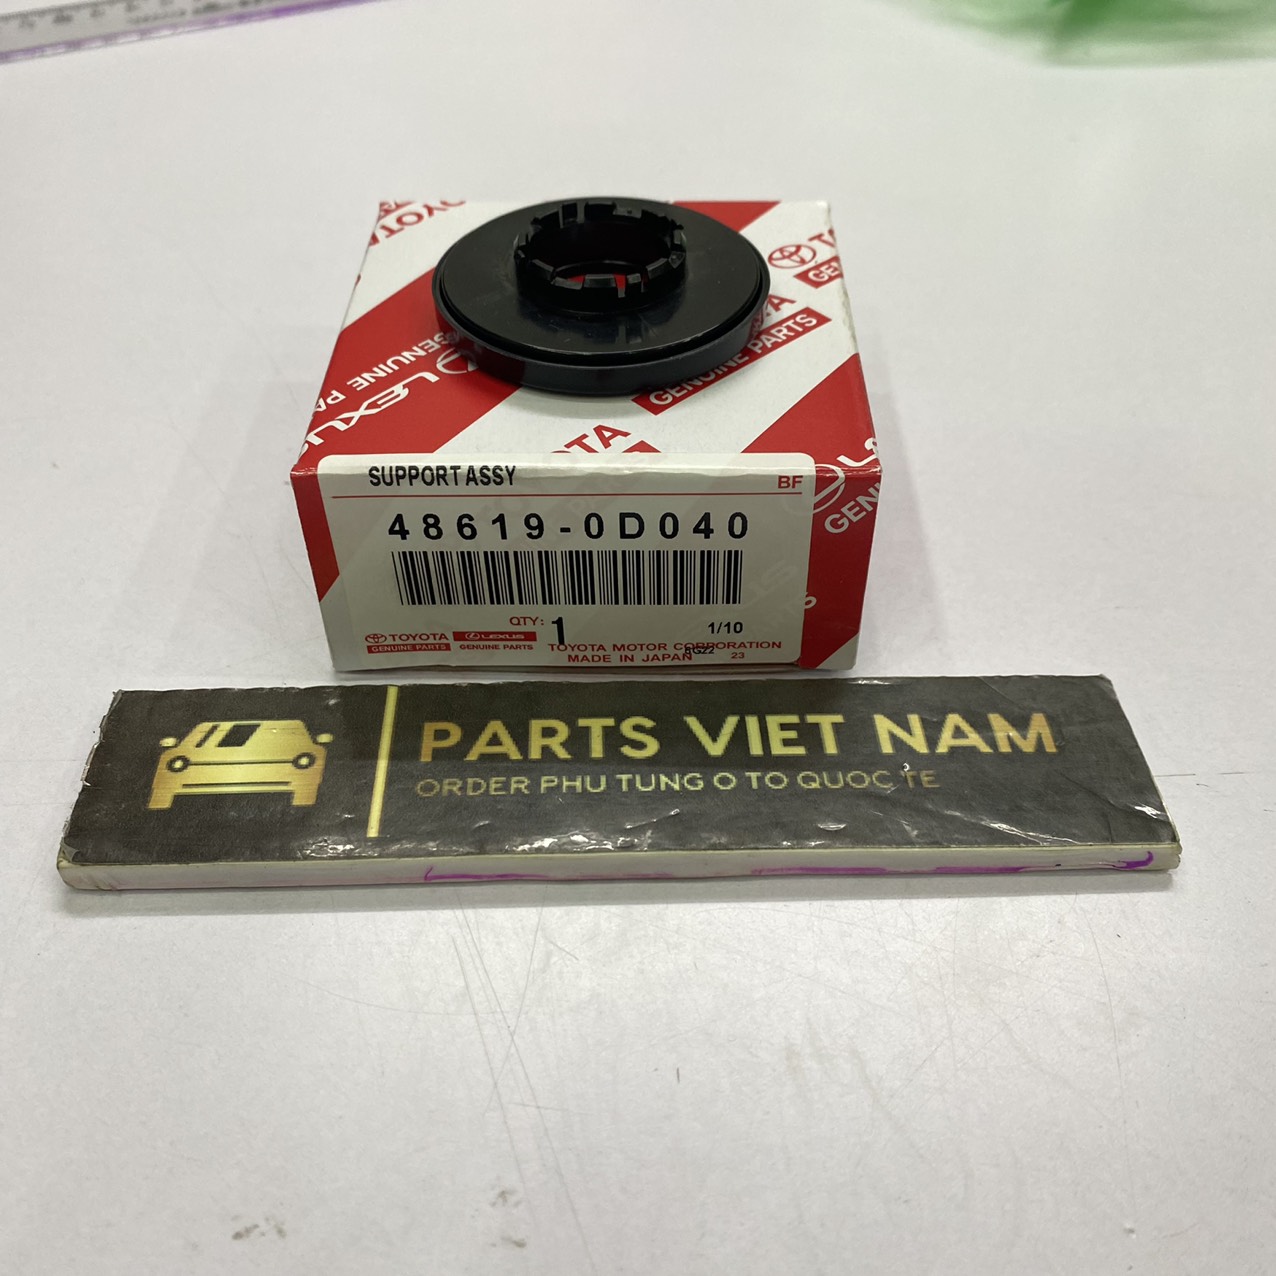 TOYOTA
TOYOTA
GENUINE PARTS
GENUINE PARTS
LEXUS
SUPPORT ASSY
BF
48619-0D040
QTY: 1
1/10
TOYOTA
GENUINE PARTS
LEXUS
GENUINE PARTS
TOYOTA MOTOR CORPORATION
MADE IN JAPAN
23
PARTS VIET NAM
ORDER PHU TUNG O TO QUOC TE